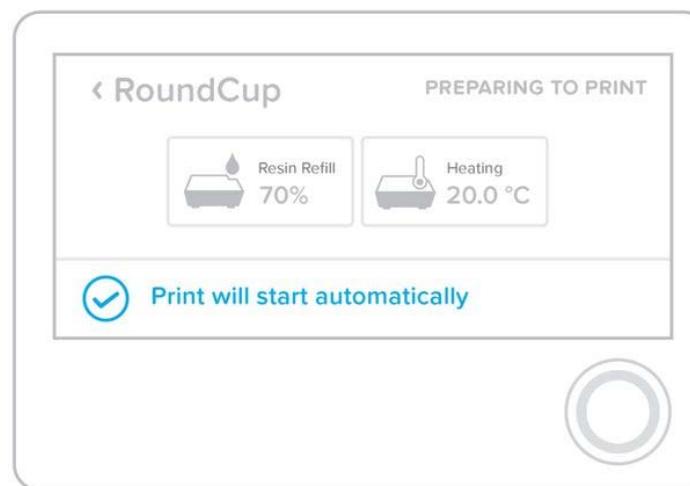 ‹ RoundCup
PREPARING TO PRINT
Resin Refill
70%
Heating
20.0 °C
Print will start automatically